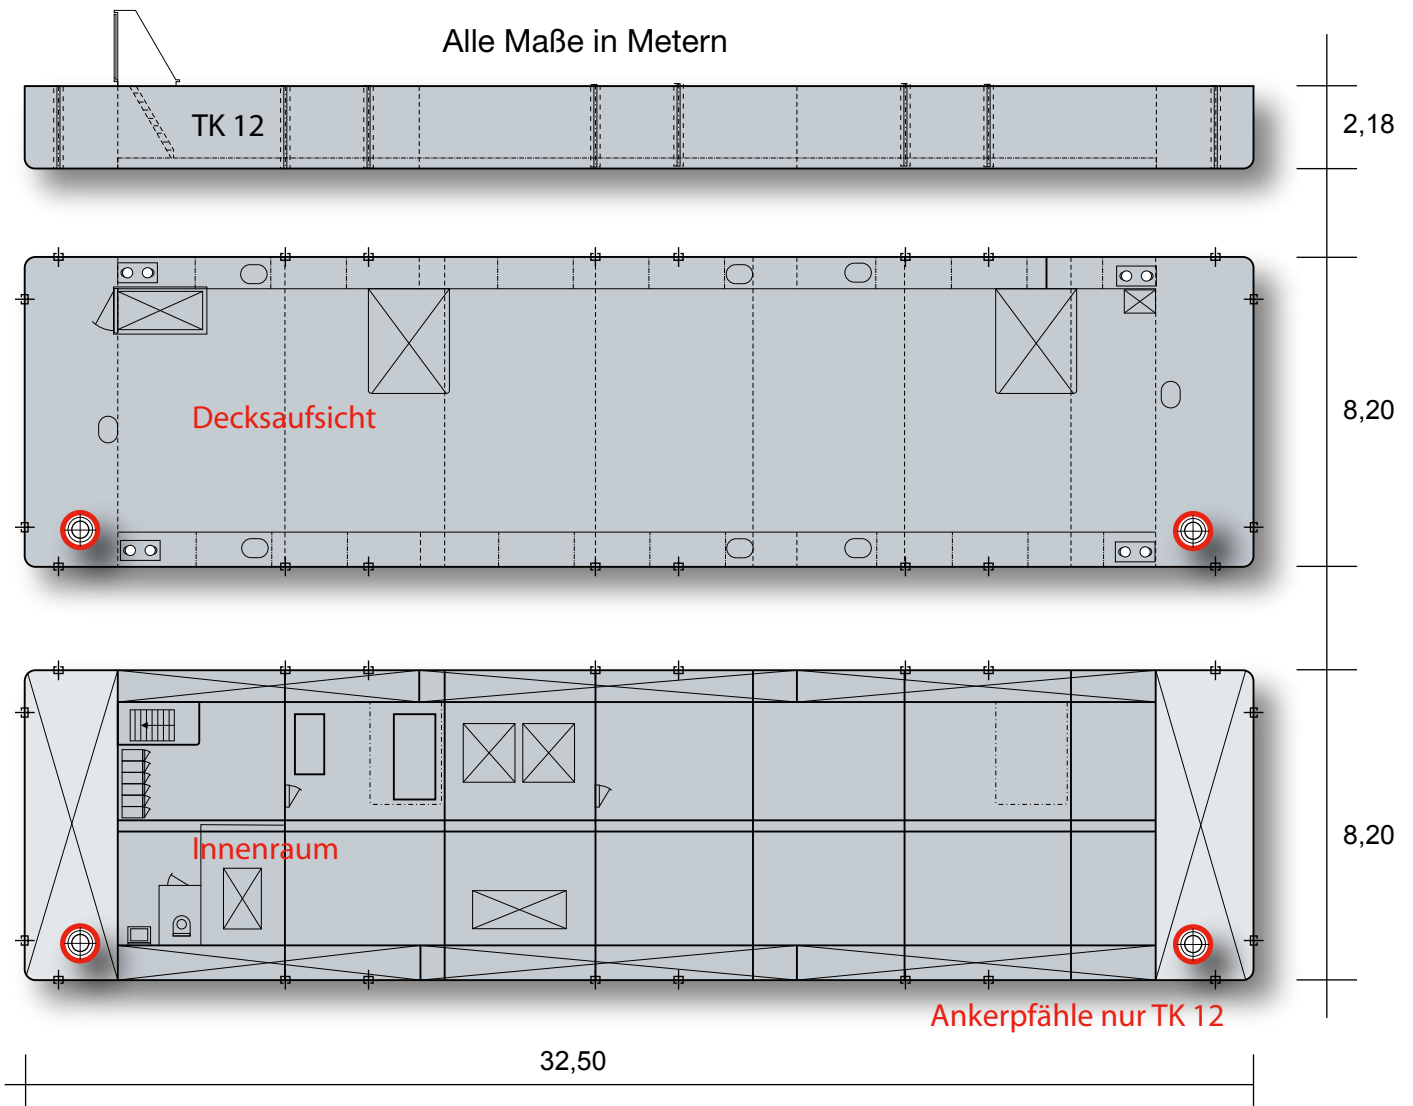 Alle Maße in Metern
TK 12
2,18
Decksaufsicht
8,20
Innenraum
8,20
Ankerpfähle nur TK 12
32,50